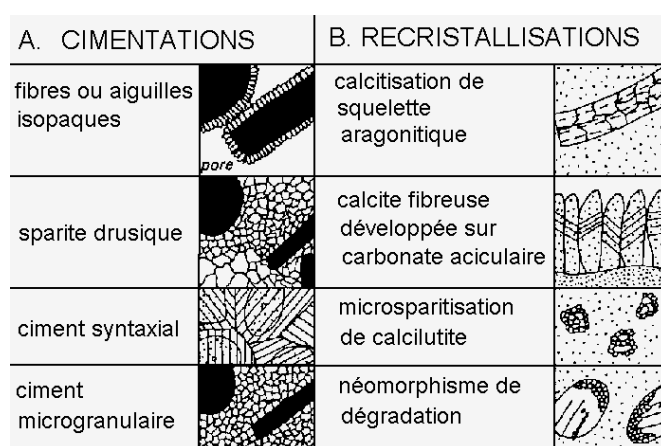 A. CIMENTATIONS
B. RECRISTALLISATIONS
fibres ou aiguilles
isopaques
pore
calcitisation de
squelette
aragonitique
sparite drusique
calcite fibreuse
développée sur
carbonate aciculaire
ciment syntaxial
microsparitisation
de calcilutite
ciment
microgranulaire
néomorphisme de
dégradation